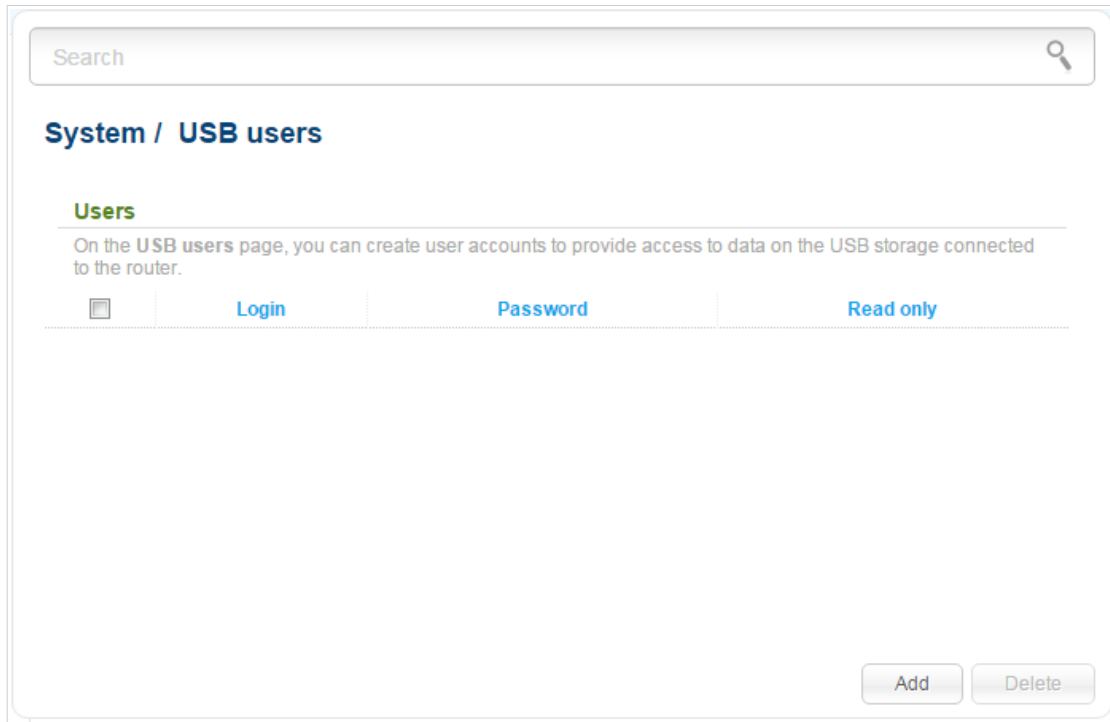 Search
System /  USB users
Users
On the USB users page, you can create user accounts to provide access to data on the USB storage connected
to the router.
Login Password Read only
Add Delete